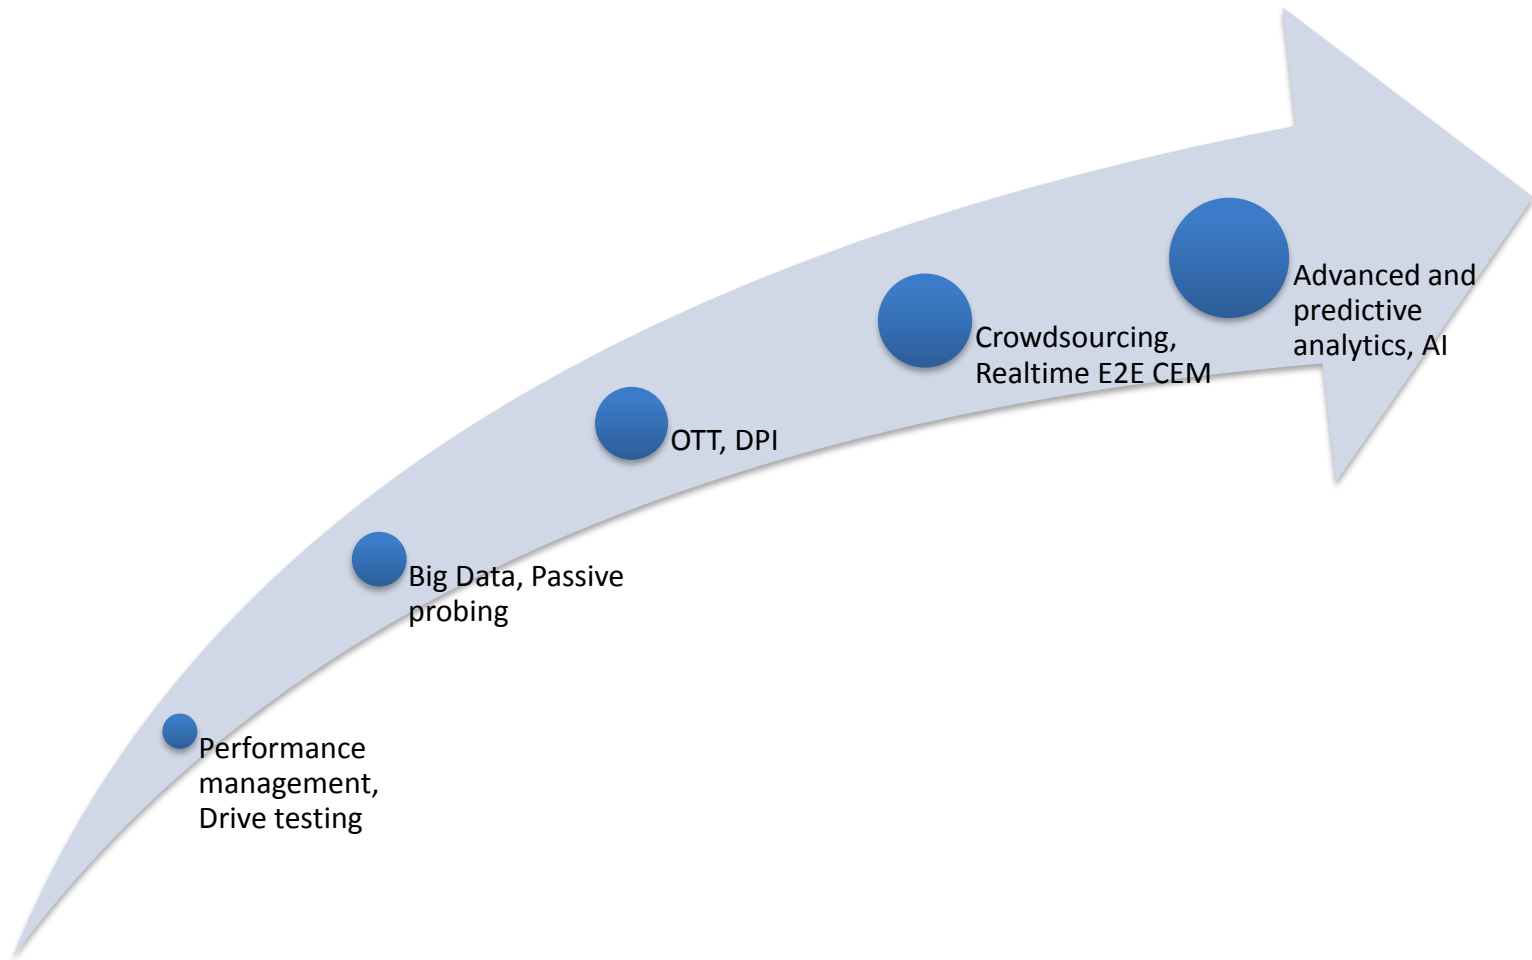 Advanced and
predictive
analytics, AI
Crowdsourcing,
Realtime E2E CEM
OTT, DPI
Big Data, Passive
probing
Performance
management,
Drive testing